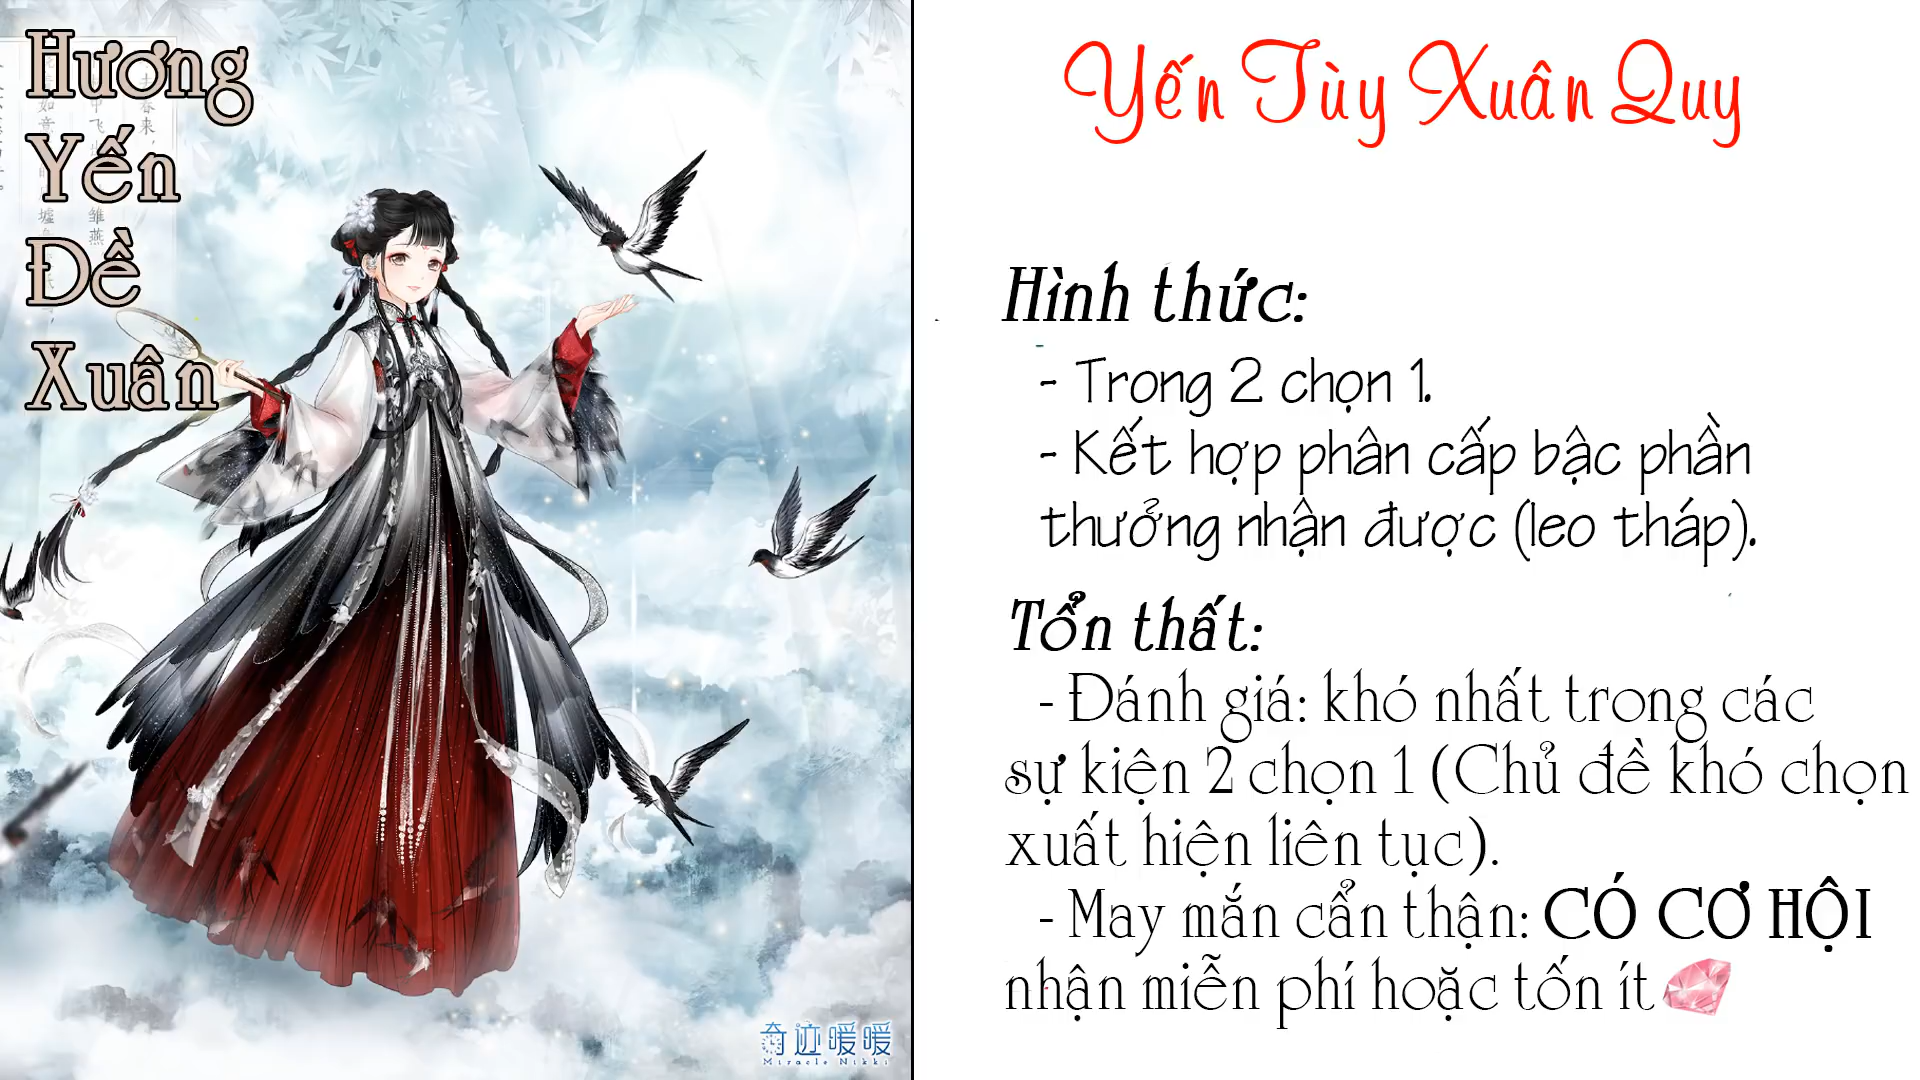 Hương
Yến
Đề
Xuân
奇迹暖暖
Miracle Nikki
Yến Tùy Xuân Quy
Hình thức:
- Trong 2 chọn 1.
- Kết hợp phân cấp bậc phần
thưởng nhận được (leo tháp).
Tổn thất:
- Đánh giá: khó nhất trong các
sự kiện 2 chọn 1 (Chủ đề khó chọn
xuất hiện liên tục).
- May mắn cẩn thận: CÓ CƠ HỘI
nhận miễn phí hoặc tốn ít